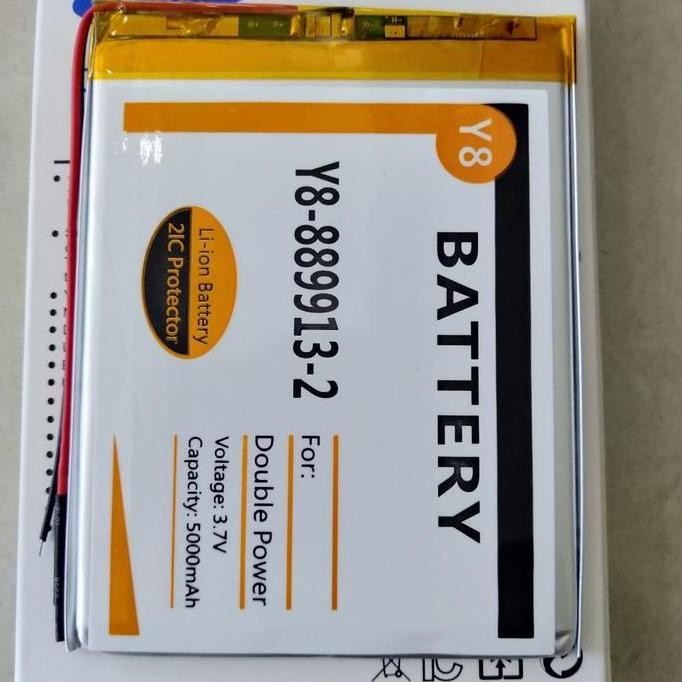 Y8
BATTERY
Y8-889913-2
Li-ion Battery
2IC Protector
For:
Double Power
Voltage: 3.7V
Capacity: 5000mAh